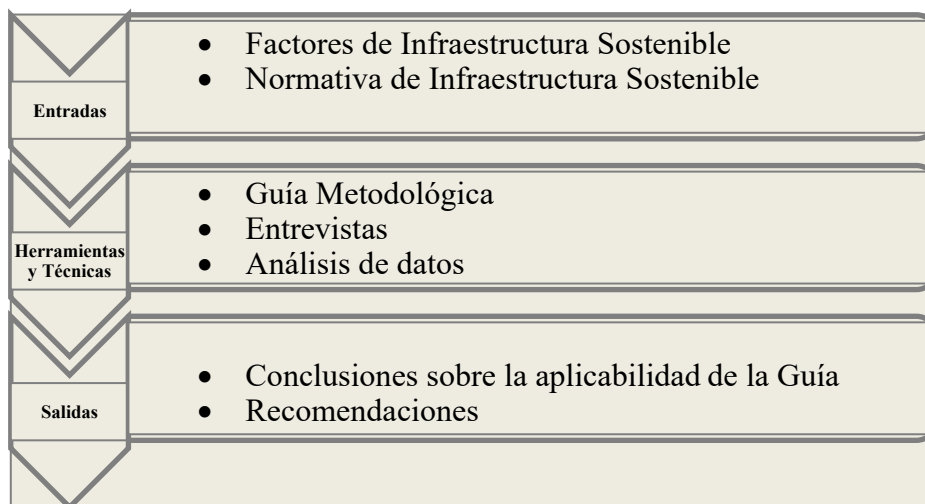 Entradas
• Factores de Infraestructura Sostenible
• Normativa de Infraestructura Sostenible
Herramientas
y Técnicas
• Guía Metodológica
• Entrevistas
• Análisis de datos
Salidas
• Conclusiones sobre la aplicabilidad de la Guía
• Recomendaciones